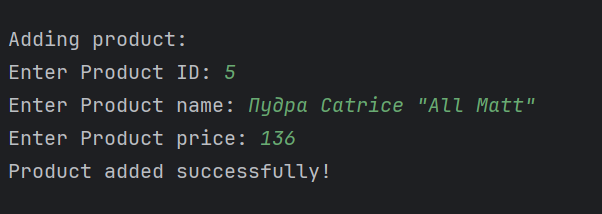 Adding product:
Enter Product ID: 5
Enter Product name: Пудра Catrice "All Matt"
Enter Product price: 136
Product added successfully!